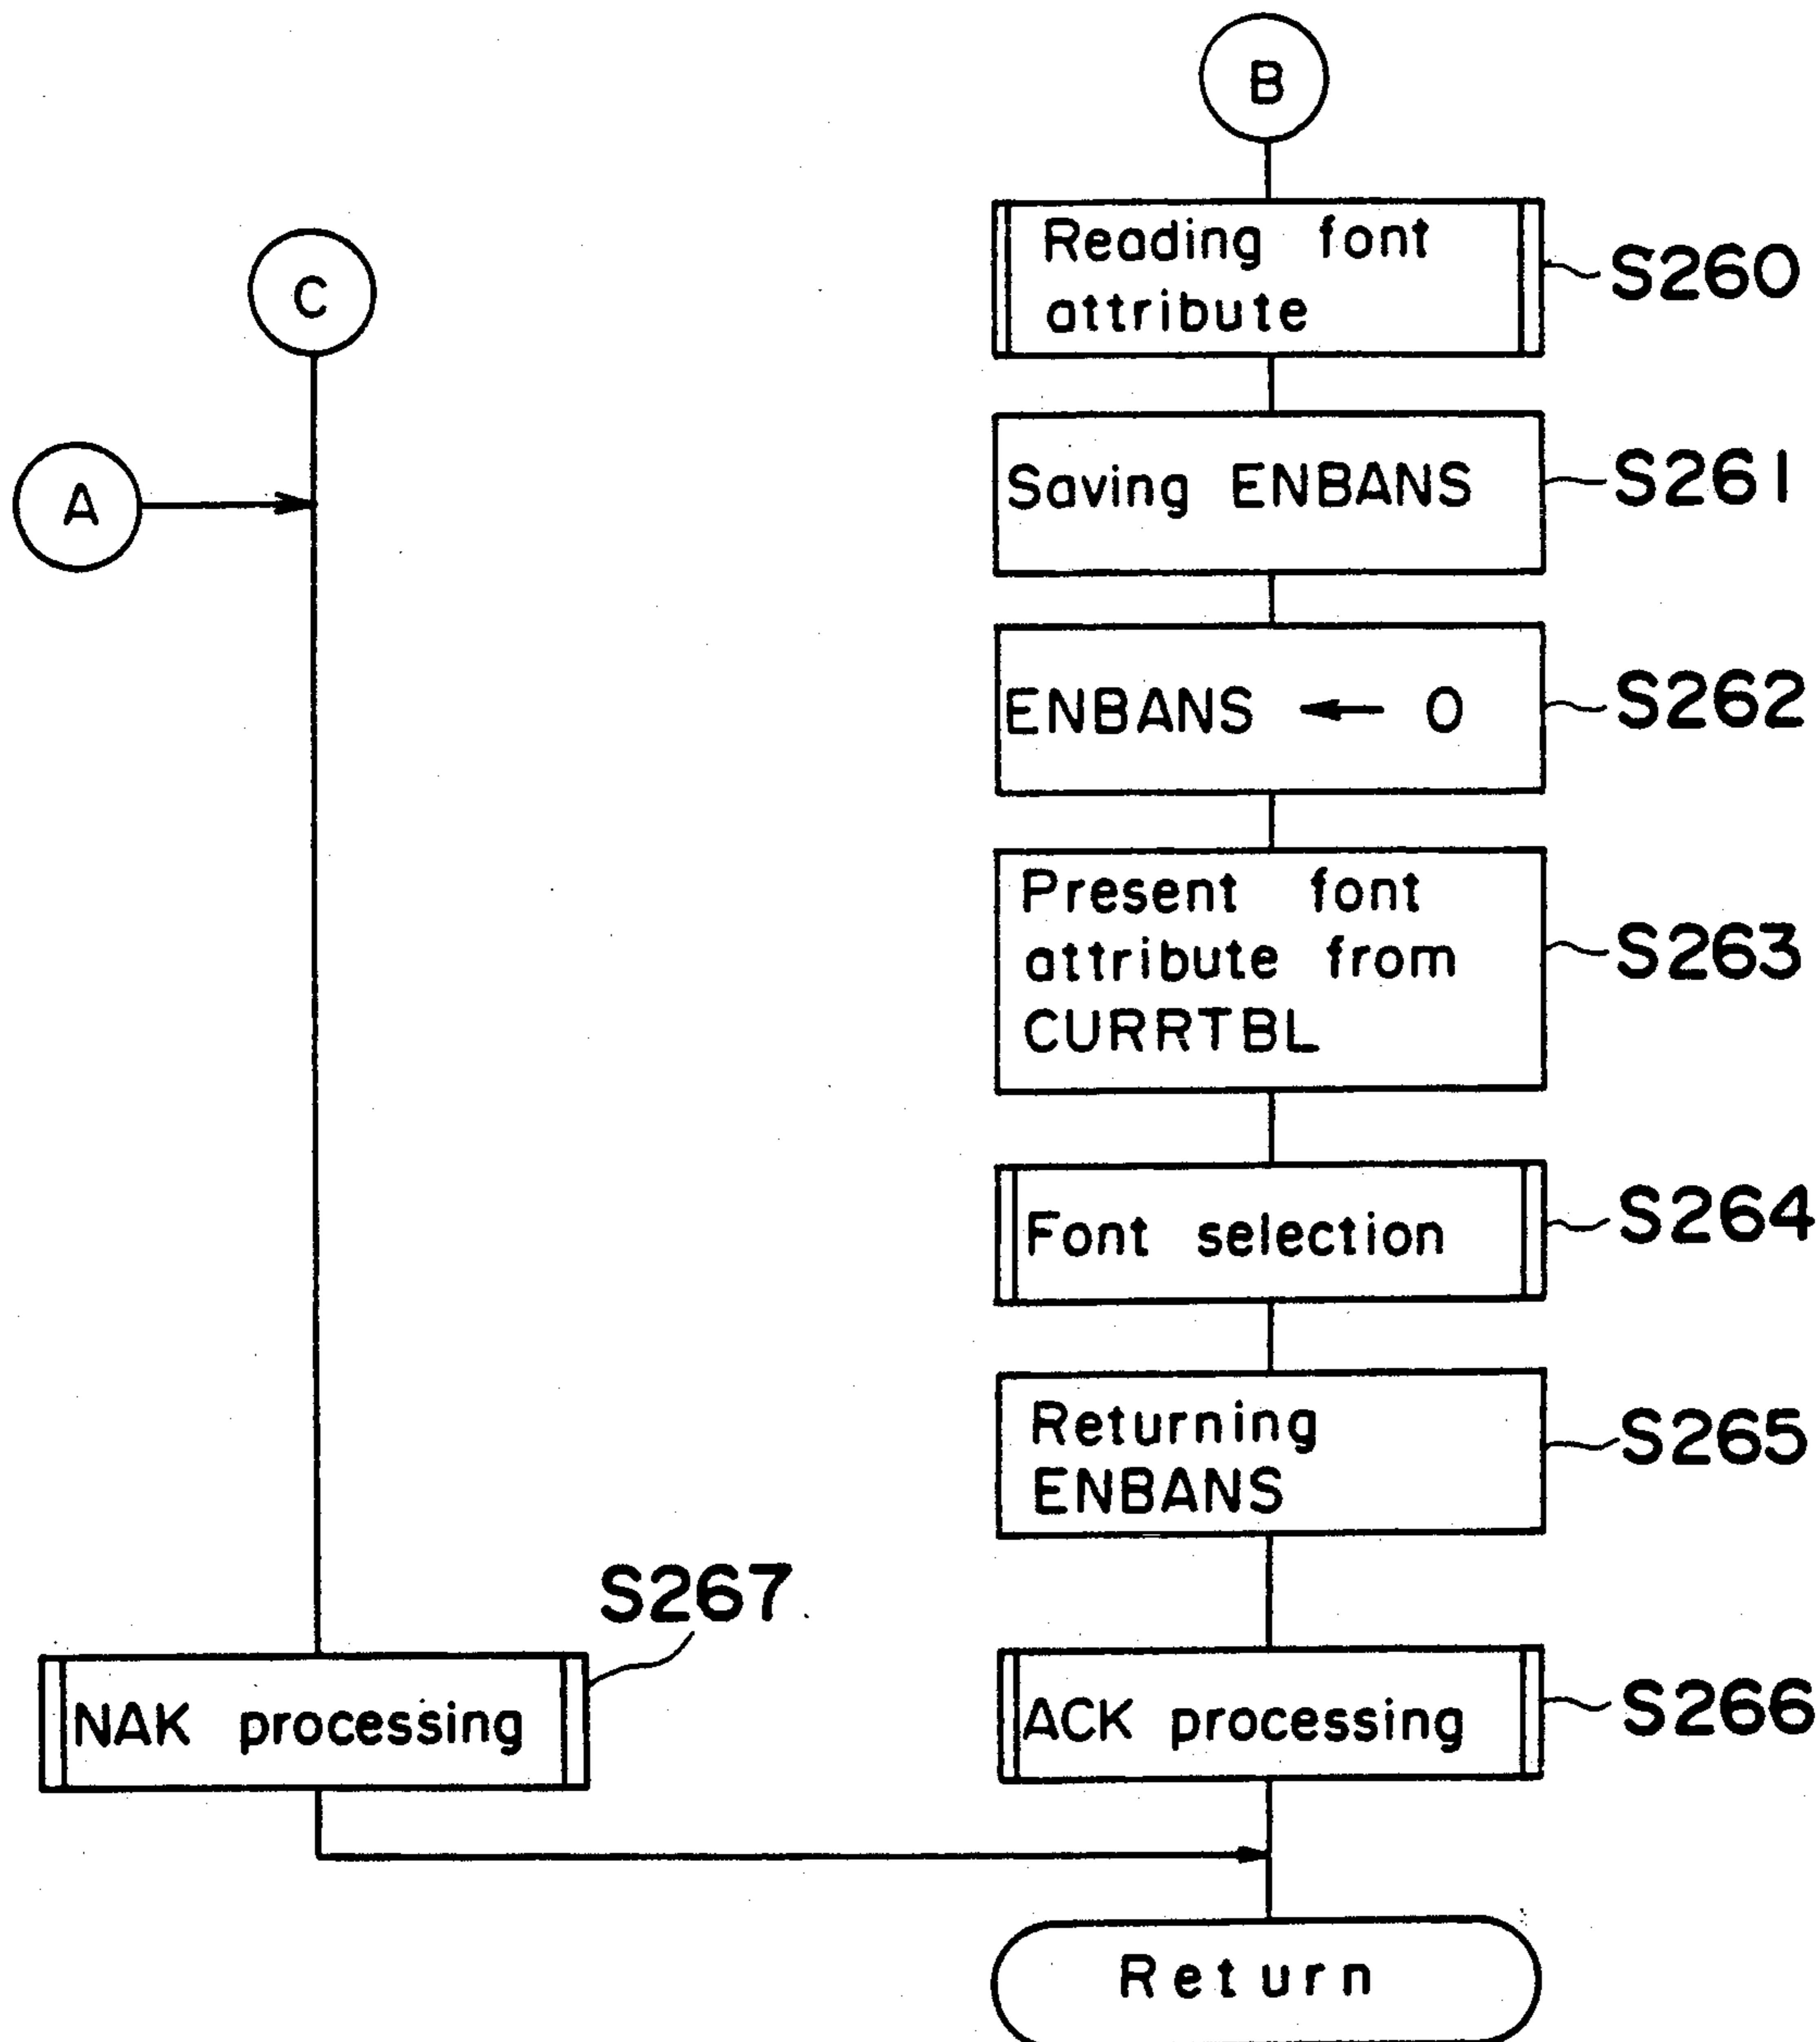 B
Reading font
attribute
S260
C
Saving ENBANS
S261
A
ENBANS ← 0
S262
Present font
attribute from
CURRTBL
S263
Font selection
S264
Returning
ENBANS
S265
S267
NAK processing
ACK processing
S266
Return